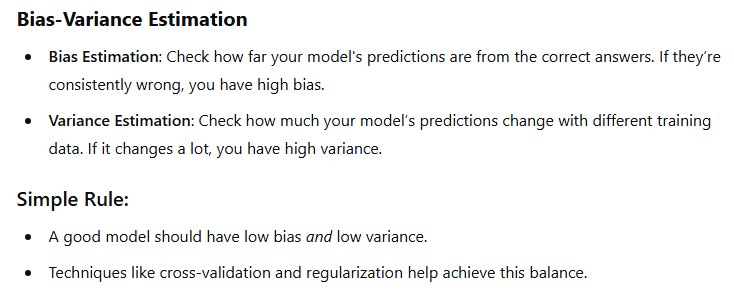 Bias-Variance Estimation
• Bias Estimation: Check how far your model's predictions are from the correct answers. If they’re
consistently wrong, you have high bias.
• Variance Estimation: Check how much your model’s predictions change with different training
data. If it changes a lot, you have high variance.
Simple Rule:
• A good model should have low bias and low variance.
• Techniques like cross-validation and regularization help achieve this balance.